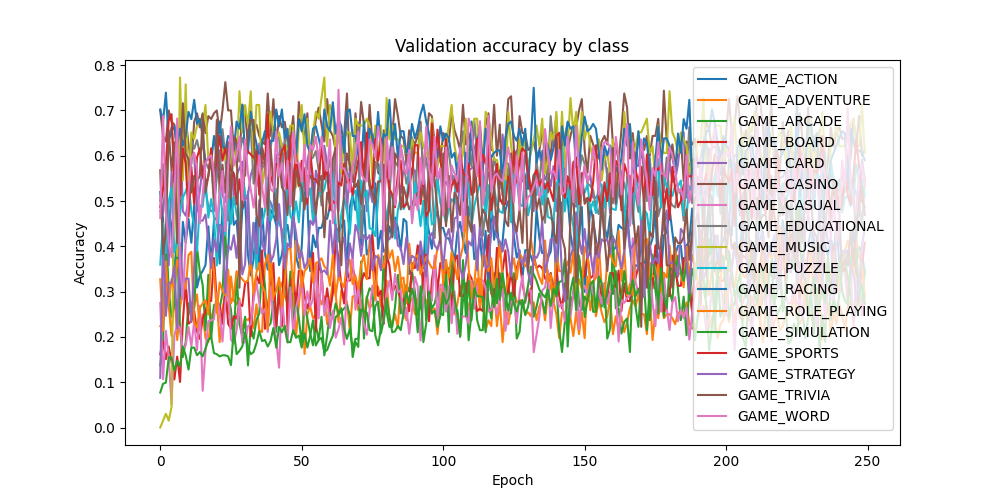 Validation accuracy by class
0.8
0.7
0.6
0.5
0.4
0.3
0.2
0.1
0.0
Accuracy
0
50
100
150
200
250
Epoch
GAME_ACTION
GAME_ADVENTURE
GAME_ARCADE
GAME_BOARD
GAME_CARD
GAME_CASINO
GAME_CASUAL
GAME_EDUCATIONAL
GAME_MUSIC
GAME_PUZZLE
GAME_RACING
GAME_ROLE_PLAYING
GAME_SIMULATION
GAME_SPORTS
GAME_STRATEGY
GAME_TRIVIA
GAME_WORD